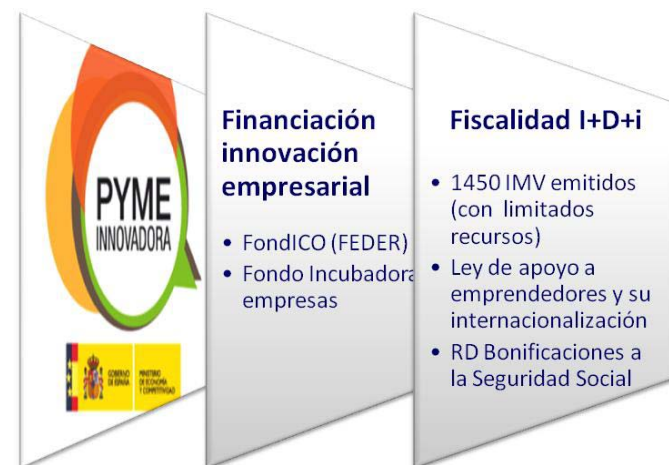 PYME
INNOVADORA
GOBIERNO
DE ESPAÑA
MINISTERIO
DE ECONOMÍA
Y COMPETITIVIDAD
Financiación
innovación
empresarial
• FondICO (FEDER)
• Fondo Incubadora
empresas
Fiscalidad I+D+i
• 1450 IMV emitidos
(con limitados
recursos)
• Ley de apoyo a
emprendedores y su
internacionalización
• RD Bonificaciones a
la Seguridad Social